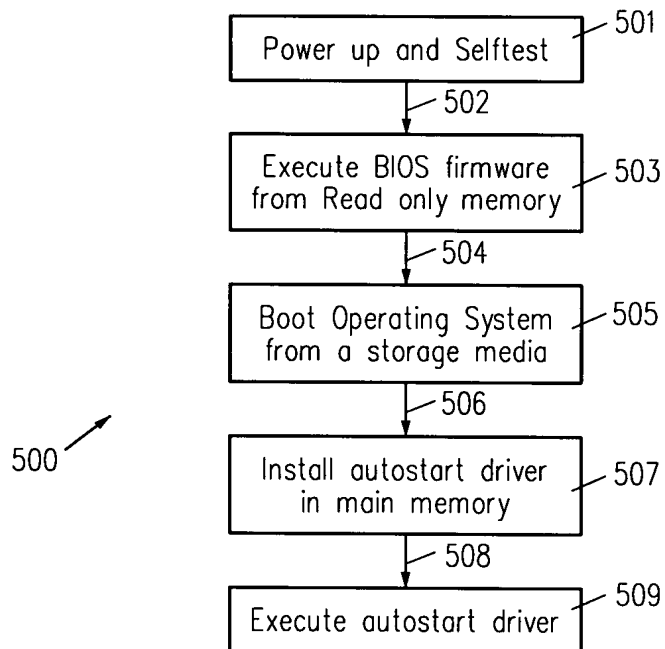 501
Power up and Selftest
502
Execute BIOS firmware
from Read only memory
503
504
Boot Operating System
from a storage media
505
506
500
Install autostart driver
in main memory
507
508
Execute autostart driver
509